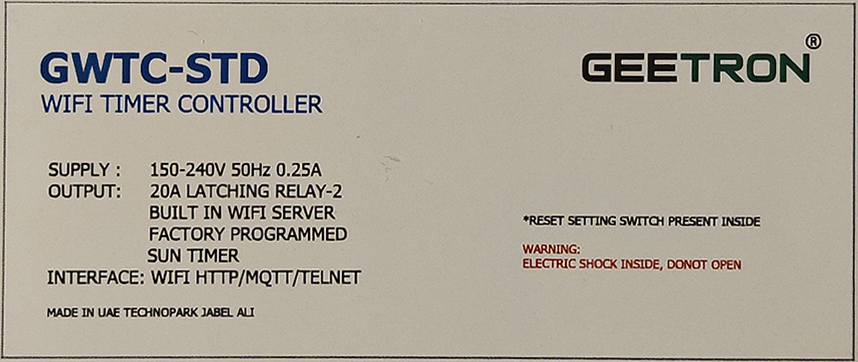 GWTC-STD
WIFI TIMER CONTROLLER
GEETRON®
SUPPLY : 150-240V 50Hz 0.25A
OUTPUT: 20A LATCHING RELAY-2
BUILT IN WIFI SERVER
FACTORY PROGRAMMED
SUN TIMER
INTERFACE: WIFI HTTP/MQTT/TELNET
MADE IN UAE TECHNOPARK JABEL ALI
*RESET SETTING SWITCH PRESENT INSIDE
WARNING:
ELECTRIC SHOCK INSIDE, DONOT OPEN